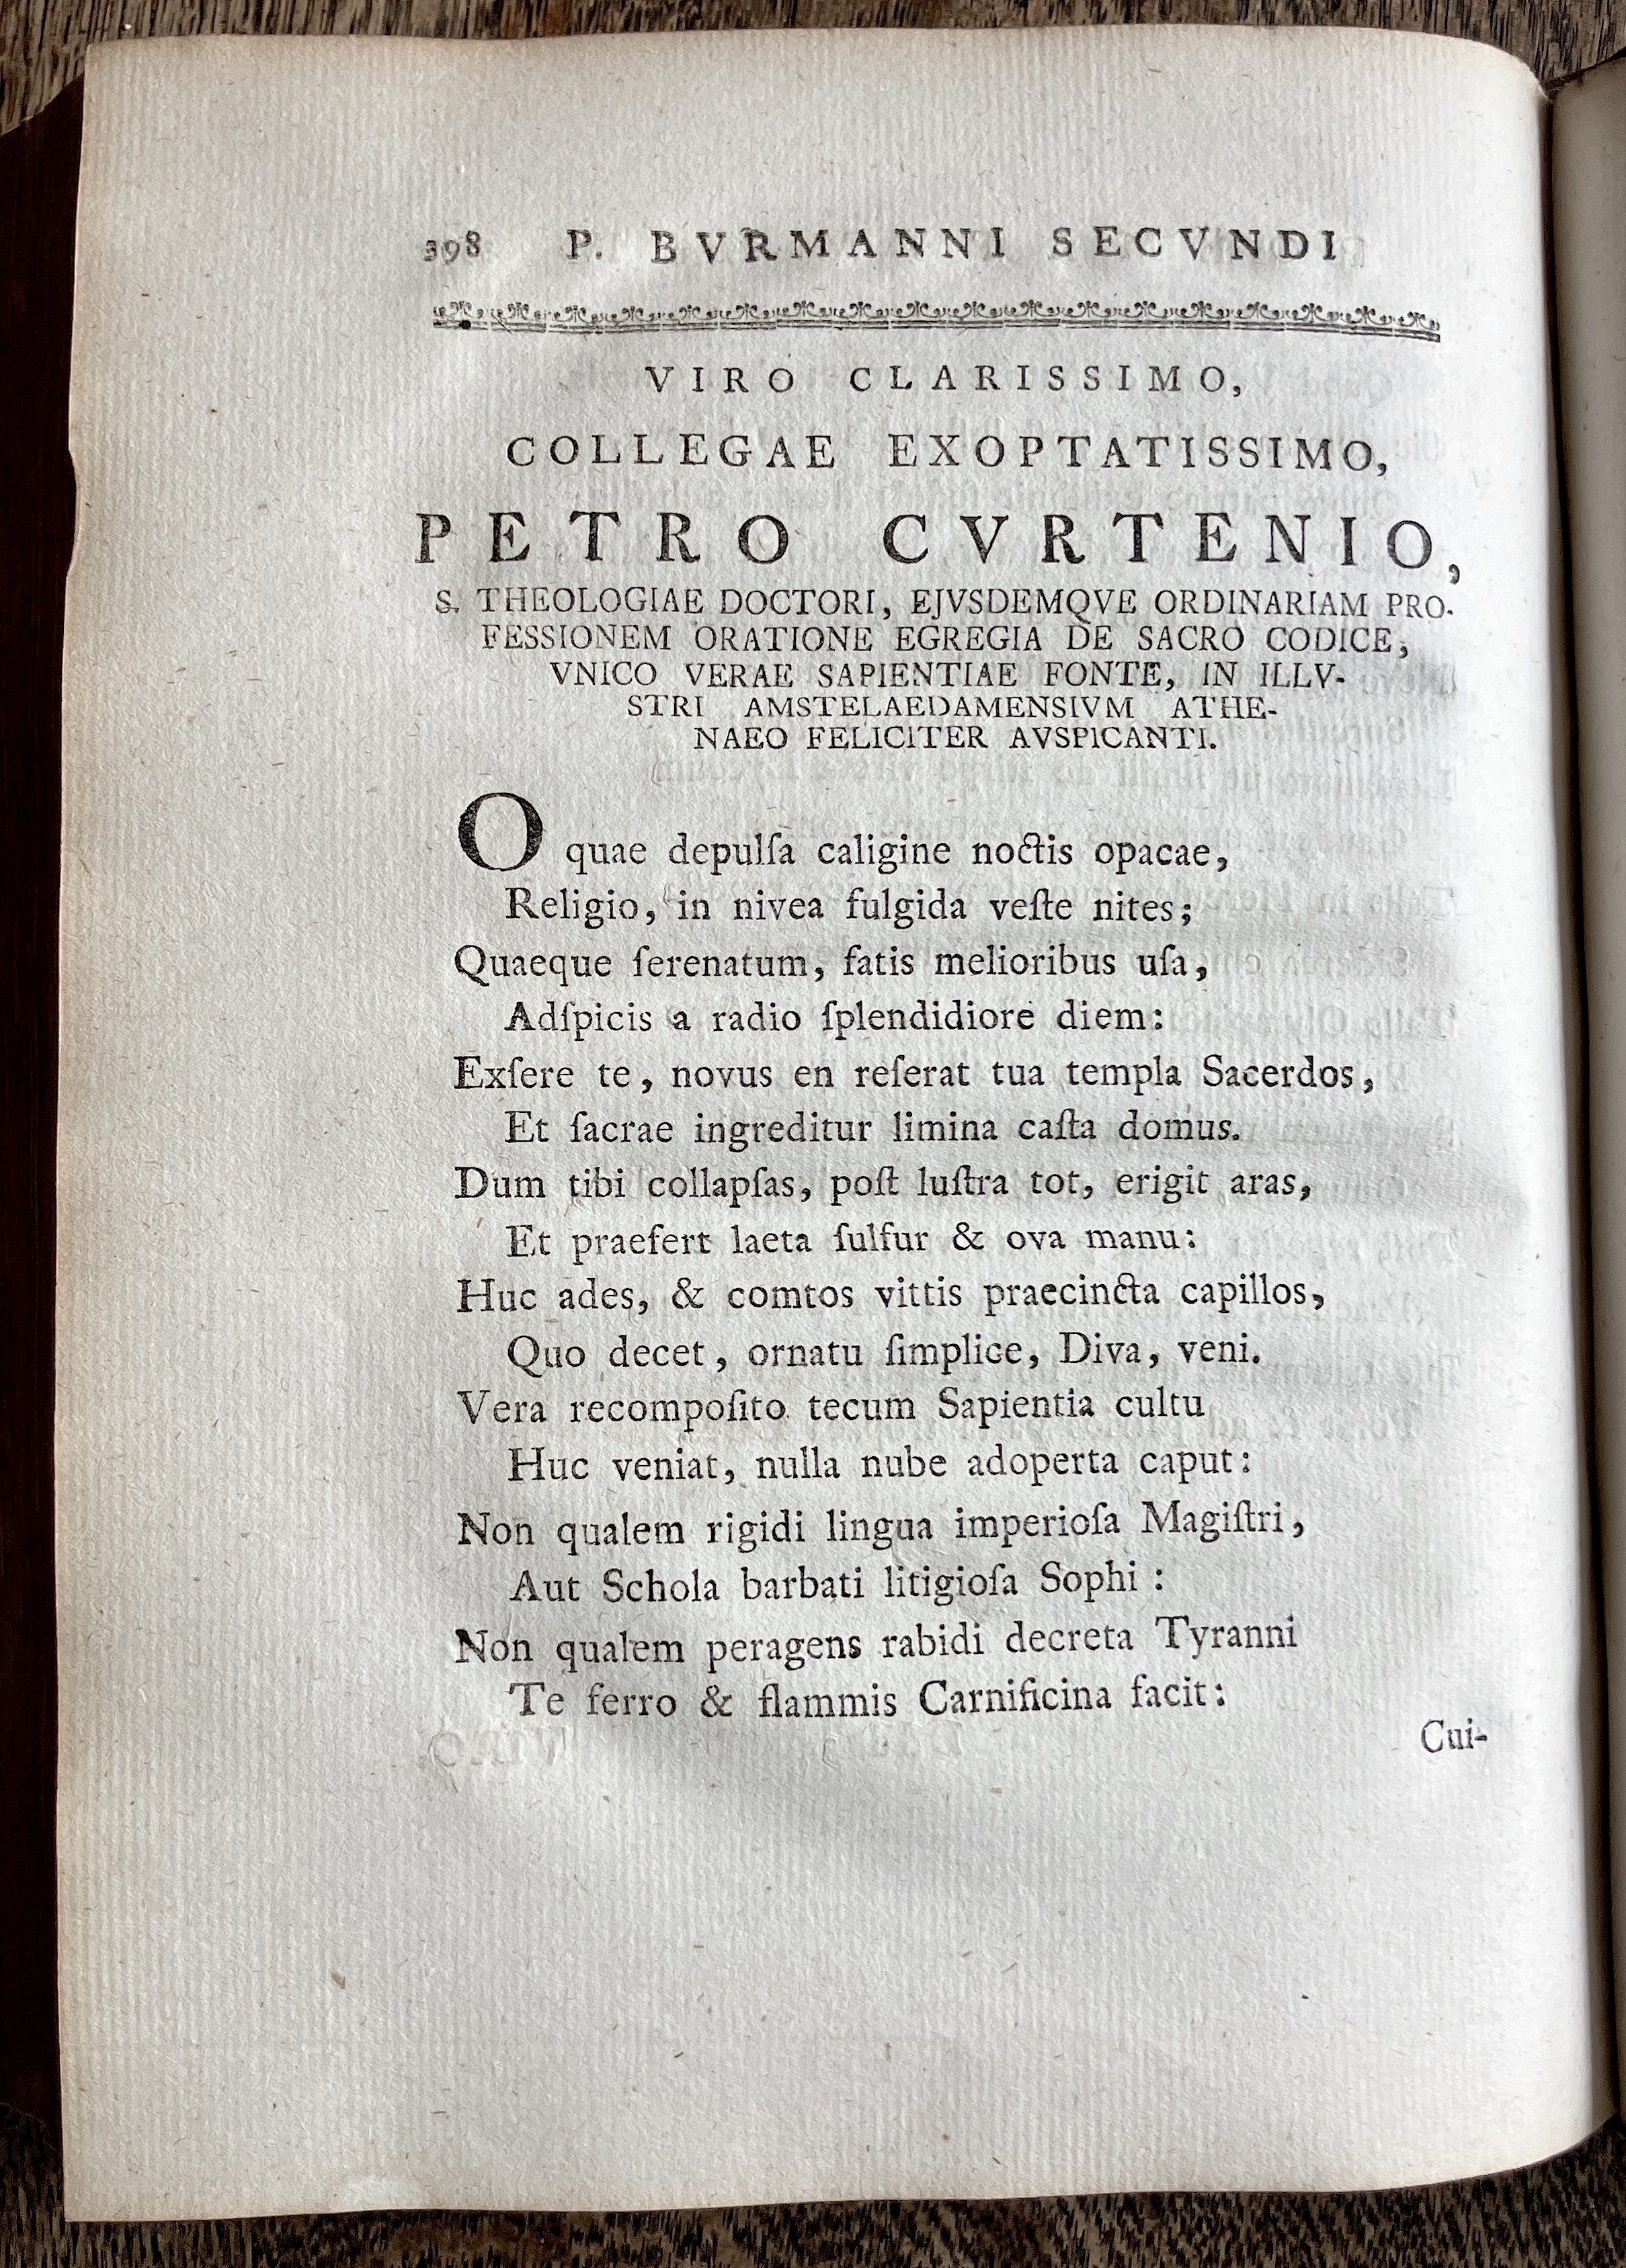 398 P. BVRMANNI SECVNDI
VIRO CLARISSIMO,
COLLEGAE EXOPTATISSIMO,
PETRO CVRTENIO,
S. THEOLOGIAE DOCTORI, EJVSDEMQVE ORDINARIAM PRO-
FESSIONEM ORATIONE EGREGIA DE SACRO CODICE,
VNICO VERAE SAPIENTIAE FONTE, IN ILLV-
STRI AMSTELAEDAMENSIVM ATHE-
NAEO FELICITER AVSPICANTI.
O quae depulſa caligine noctis opacae,
Religio, in nivea fulgida veſte nites;
Quaeque ſerenatum, fatis melioribus uſa,
Adſpicis a radio ſplendidiore diem:
Exſere te, novus en reſerat tua templa Sacerdos,
Et ſacrae ingreditur limina caſta domus.
Dum tibi collapſas, poſt luſtra tot, erigit aras,
Et praefert laeta ſulfur & ova manu:
Huc ades, & comtos vittis praecincta capillos,
Quo decet, ornatu ſimplice, Diva, veni.
Vera recompoſito tecum Sapientia cultu
Huc veniat, nulla nube adoperta caput:
Non qualem rigidi lingua imperioſa Magiſtri,
Aut Schola barbati litigioſa Sophi:
Non qualem peragens rabidi decreta Tyranni
Te ferro & flammis Carnificina facit:
Cui-